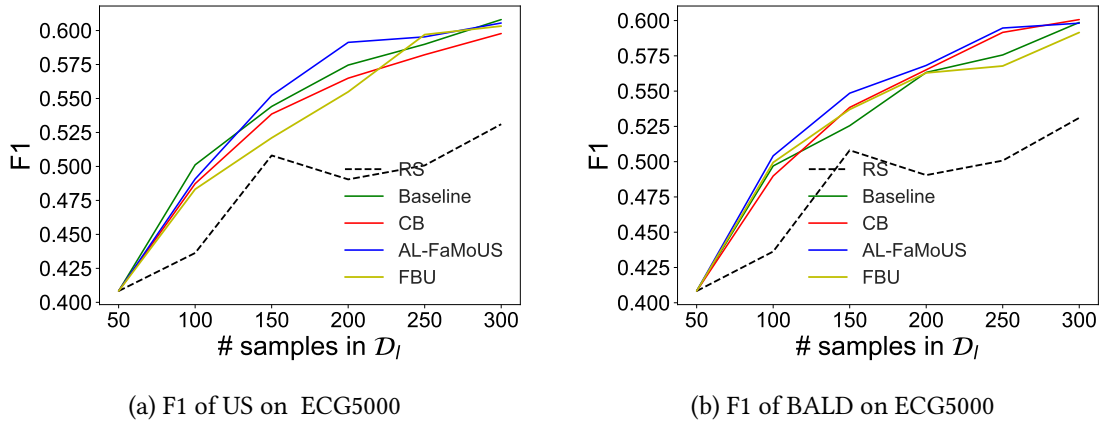 0.600
0.575
0.550
0.525
0.500
0.475
0.450
0.425
0.400
F1
50 100 150 200 250 300
# samples in 𝒟l
RS
Baseline
CB
AL-FaMoUS
FBU
(a) F1 of US on ECG5000
0.600
0.575
0.550
0.525
0.500
0.475
0.450
0.425
0.400
F1
50 100 150 200 250 300
# samples in 𝒟l
RS
Baseline
CB
AL-FaMoUS
FBU
(b) F1 of BALD on ECG5000